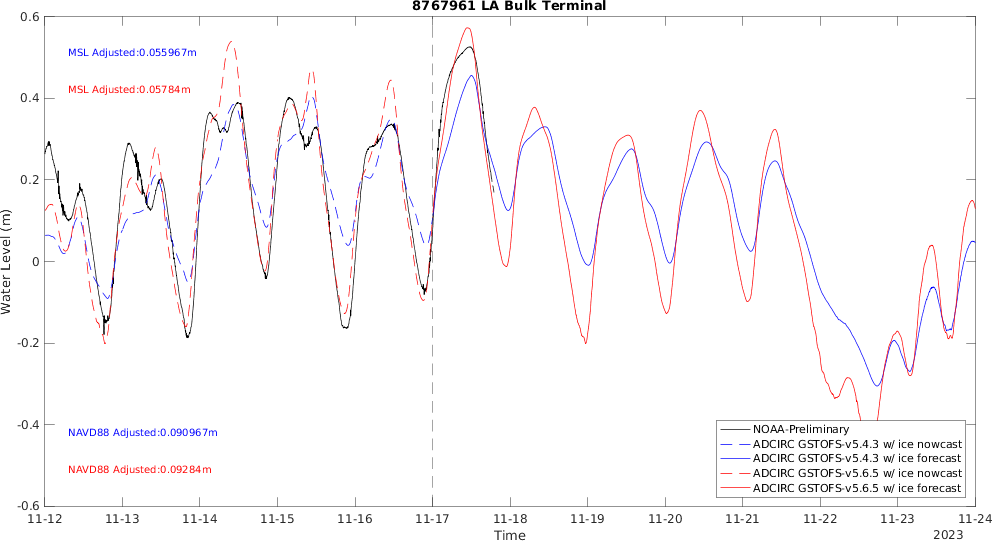 8767961 LA Bulk Terminal
0.6
0.4
0.2
0
-0.2
-0.4
-0.6
Water Level (m)
MSL Adjusted:0.055967m
MSL Adjusted:0.05784m
NAVD88 Adjusted:0.090967m
NAVD88 Adjusted:0.09284m
NOAA-Preliminary
ADCIRC GSTOFS-v5.4.3 w/ ice nowcast
ADCIRC GSTOFS-v5.4.3 w/ ice forecast
ADCIRC GSTOFS-v5.6.5 w/ ice nowcast
ADCIRC GSTOFS-v5.6.5 w/ ice forecast
11-12 11-13 11-14 11-15 11-16 11-17 11-18 11-19 11-20 11-21 11-22 11-23 11-24
Time
2023